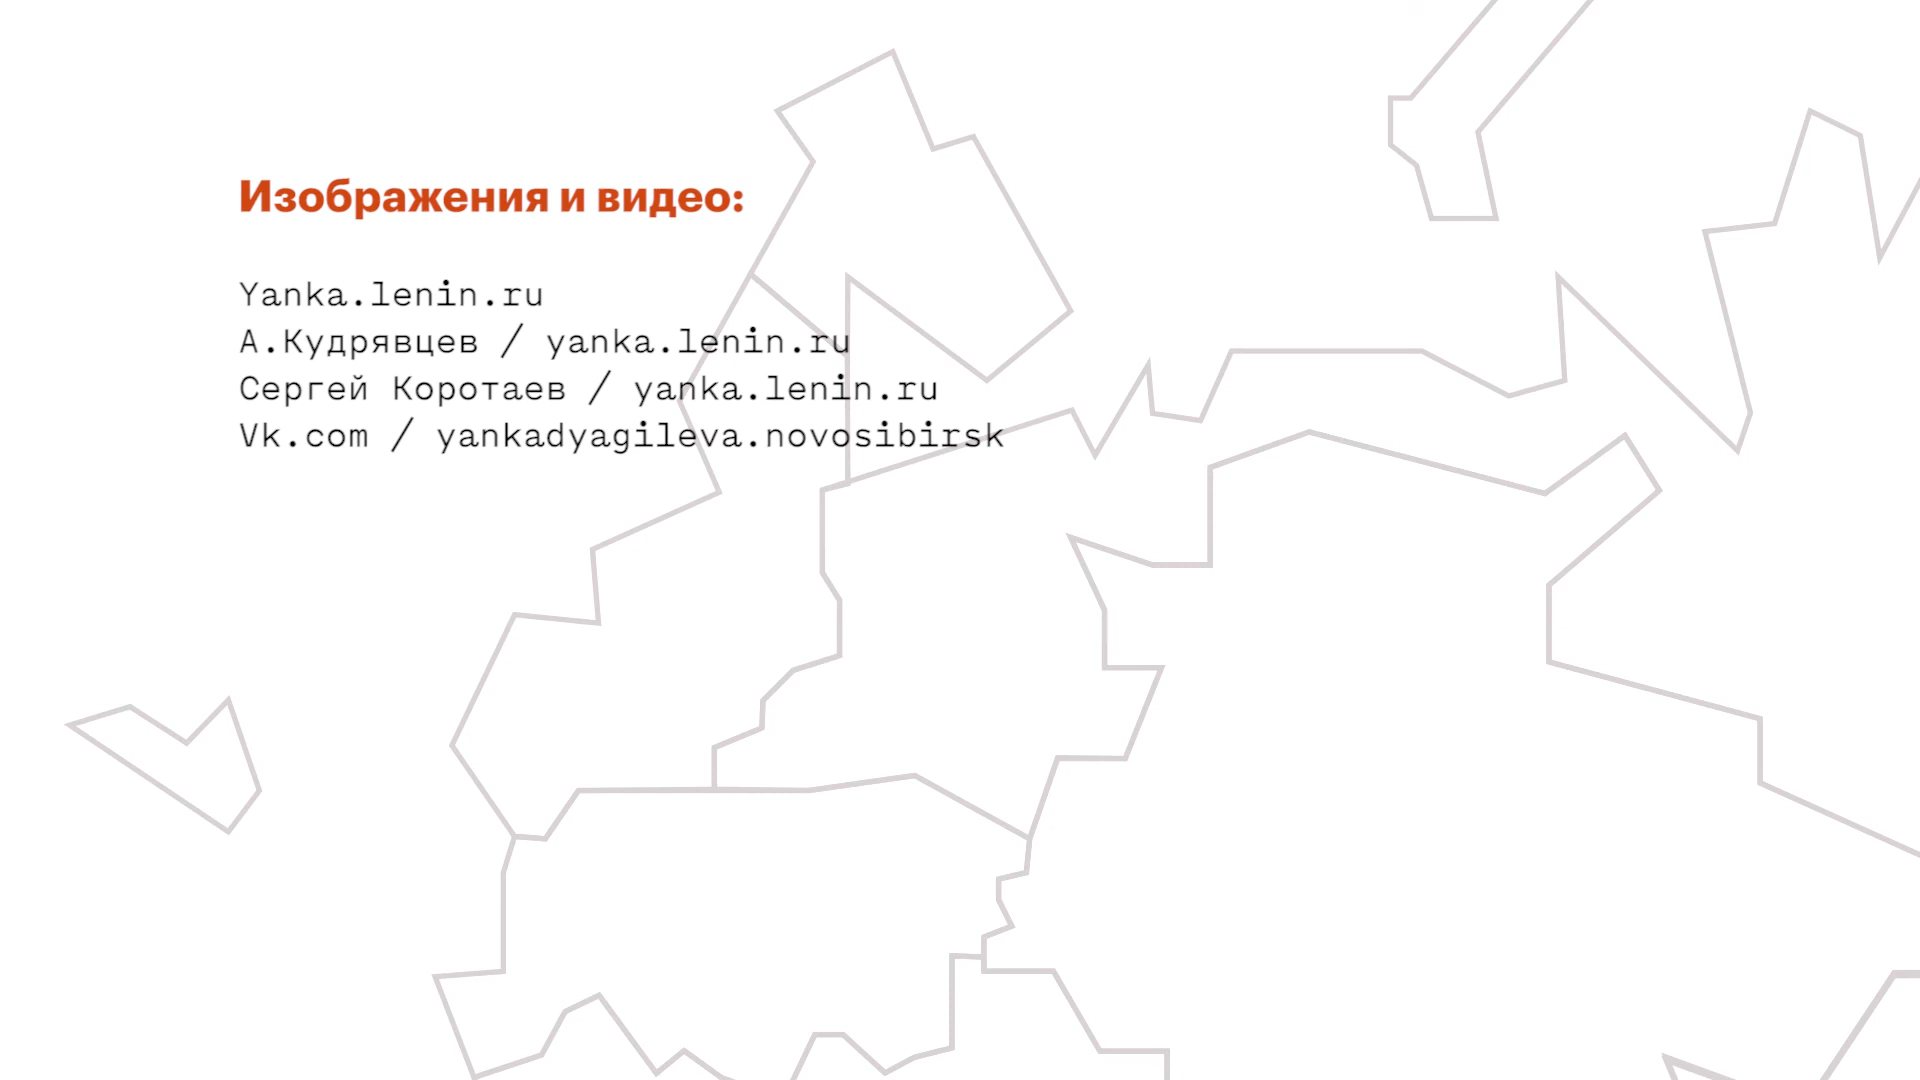 Изображения и видео:
Yanka.lenin.ru
А.Кудрявцев / yanka.lenin.ru
Сергей Коротаев / yanka.lenin.ru
Vk.com / yankadyagileva.novosibirsk